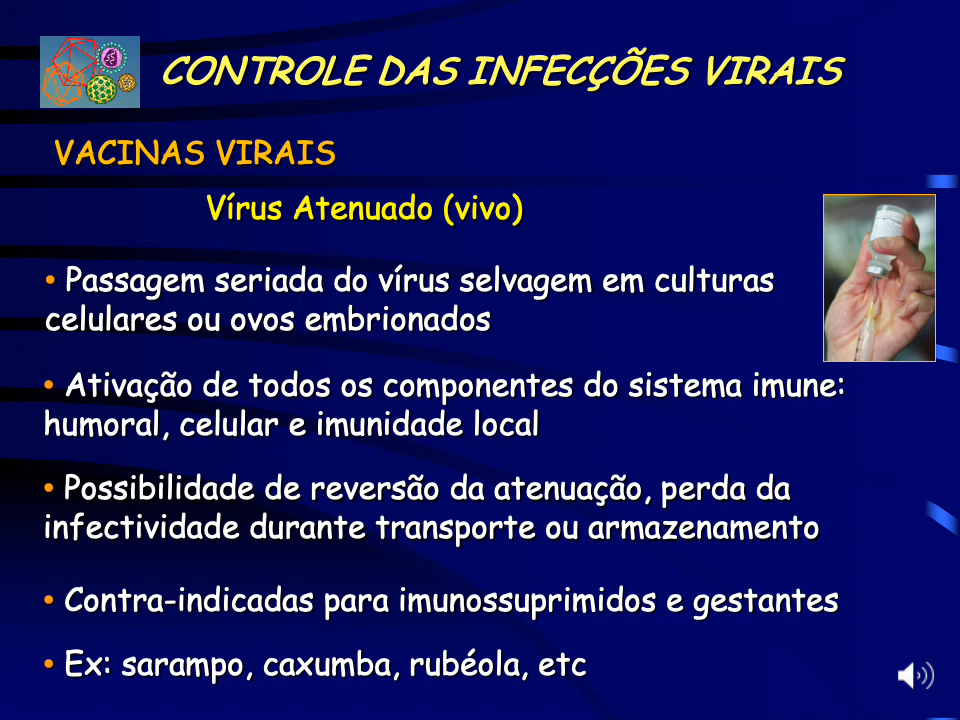 CONTROLE DAS INFECÇÕES VIRAIS
VACINAS VIRAIS
Vírus Atenuado (vivo)
• Passagem seriada do vírus selvagem em culturas
celulares ou ovos embrionados
• Ativação de todos os componentes do sistema imune:
humoral, celular e imunidade local
• Possibilidade de reversão da atenuação, perda da
infectividade durante transporte ou armazenamento
• Contra-indicadas para imunossuprimidos e gestantes
• Ex: sarampo, caxumba, rubéola, etc